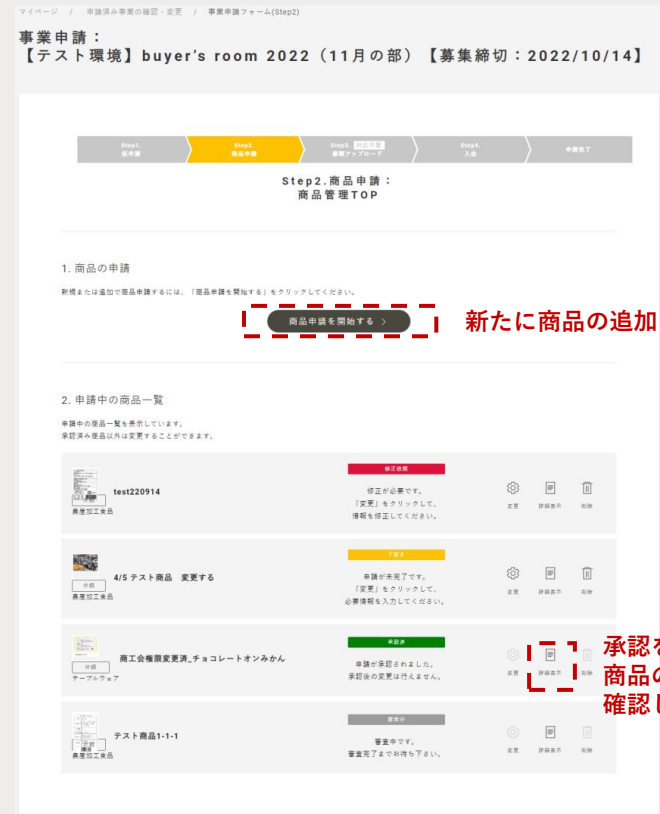 マイページ / 申請済み事業の確認・変更 / 事業申請フォーム(Step2)
事業申請：
【テスト環境】buyer's room 2022（11月の部）【募集締切：2022/10/14】
Step1.
仮申請
Step2.
商品申請
Step3. 対応不要
書類アップロード
Step4.
入金
申請完了
Step2.商品申請：
商品管理TOP
1. 商品の申請
新規または追加で商品申請するには、「商品申請を開始する」をクリックしてください。
商品申請を開始する 〉
新たに商品の追加
2. 申請中の商品一覧
申請中の商品一覧を表示しています。
承認済み商品以外は変更することができます。
修正依頼
test220914
農産加工食品
修正が必要です。
「変更」をクリックして、
情報を修正してください。
変更 詳細表示 削除
下書き
4/5 テスト商品 変更する
分類
農産加工食品
申請が未完了です。
「変更」をクリックして、
必要情報を入力してください。
変更 詳細表示 削除
承認済
商工会権限変更済_チョコレートオンみかん
分類
テーブルウェア
申請が承認されました。
承認後の変更は行えません。
変更 詳細表示 削除
承認を
商品の
確認し
審査中
テスト商品1-1-1
分類
農産加工食品
審査中です。
審査完了までお待ち下さい。
変更 詳細表示 削除